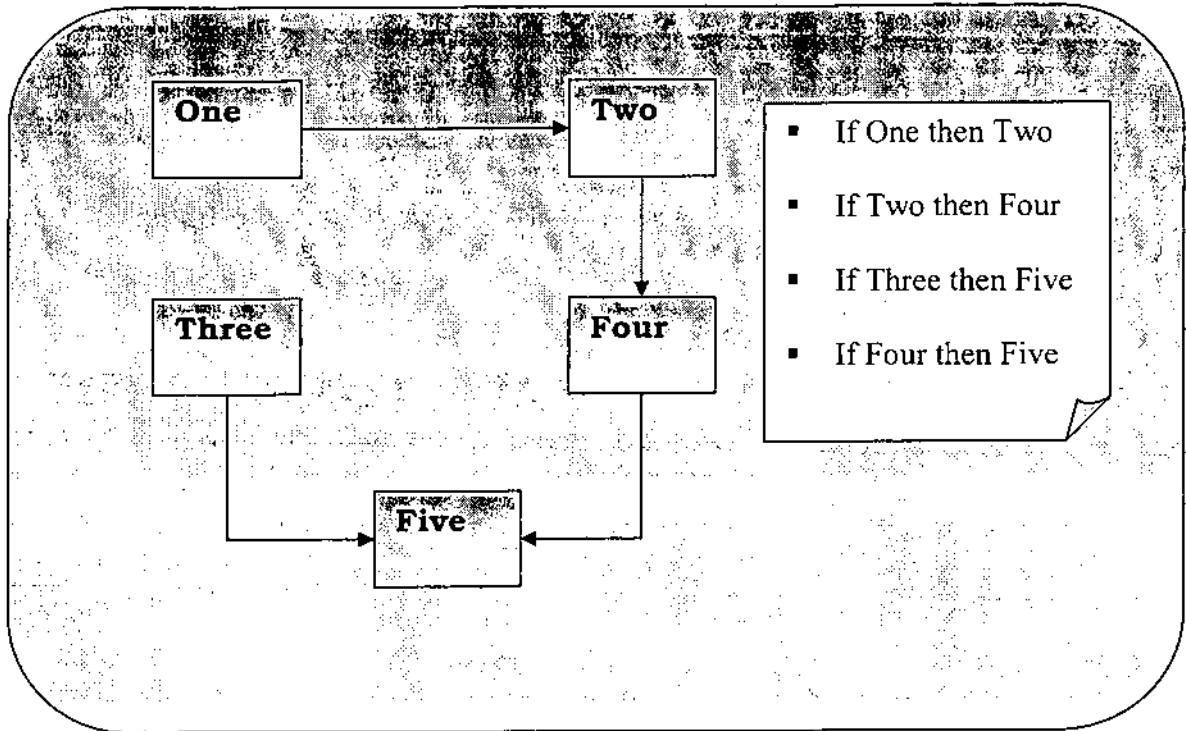 One
Two
Three
Four
Five
▪ If One then Two
▪ If Two then Four
▪ If Three then Five
▪ If Four then Five